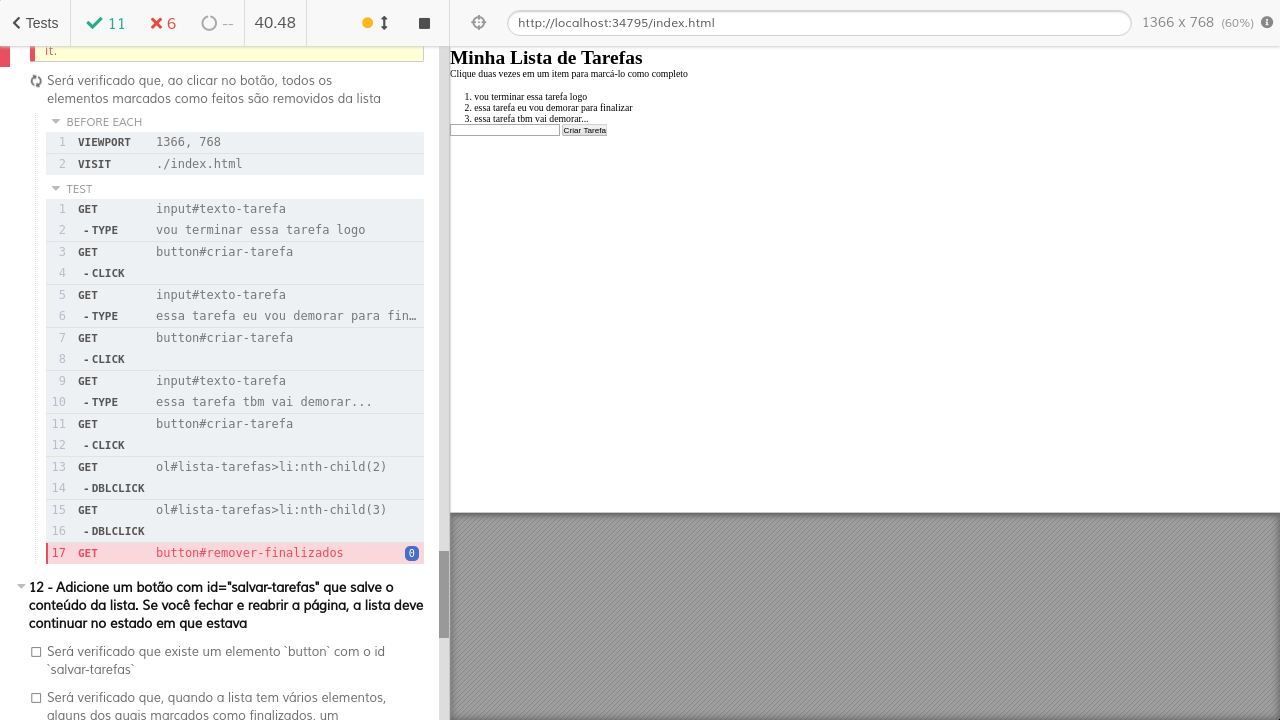 Tests
11
6
--
40.48
http://localhost:34795/index.html
1366 x 768 (60%)
it.
Será verificado que, ao clicar no botão, todos os
elementos marcados como feitos são removidos da lista
BEFORE EACH
1 VIEWPORT 1366, 768
2 VISIT ./index.html
TEST
1 GET input#texto-tarefa
2 -TYPE vou terminar essa tarefa logo
3 GET button#criar-tarefa
4 -CLICK
5 GET input#texto-tarefa
6 -TYPE essa tarefa eu vou demorar para fin…
7 GET button#criar-tarefa
8 -CLICK
9 GET input#texto-tarefa
10 -TYPE essa tarefa tbm vai demorar...
11 GET button#criar-tarefa
12 -CLICK
13 GET ol#lista-tarefas>li:nth-child(2)
14 -DBLCLICK
15 GET ol#lista-tarefas>li:nth-child(3)
16 -DBLCLICK
17 GET button#remover-finalizados 0
12 - Adicione um botão com id="salvar-tarefas" que salve o
conteúdo da lista. Se você fechar e reabrir a página, a lista deve
continuar no estado em que estava
Será verificado que existe um elemento `button` com o id
`salvar-tarefas`
Será verificado que, quando a lista tem vários elementos,
alguns dos quais marcados como finalizados, um
Minha Lista de Tarefas
Clique duas vezes em um item para marcá-lo como completo
1. vou terminar essa tarefa logo
2. essa tarefa eu vou demorar para finalizar
3. essa tarefa tbm vai demorar...
Criar Tarefa